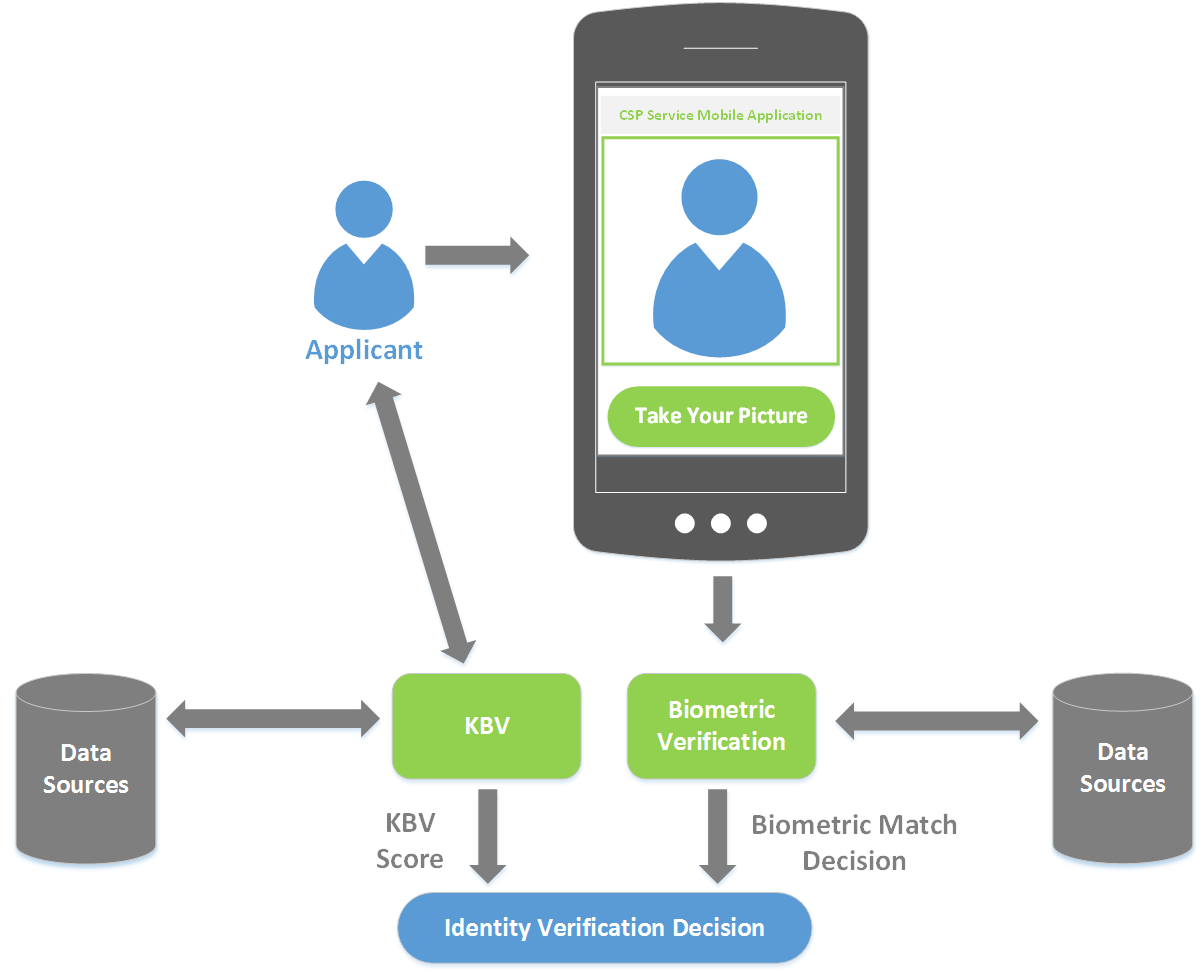 CSP Service Mobile Application
Applicant
Take Your Picture
Data
Sources
KBV
Biometric
Verification
Data
Sources
KBV
Score
Biometric Match
Decision
Identity Verification Decision